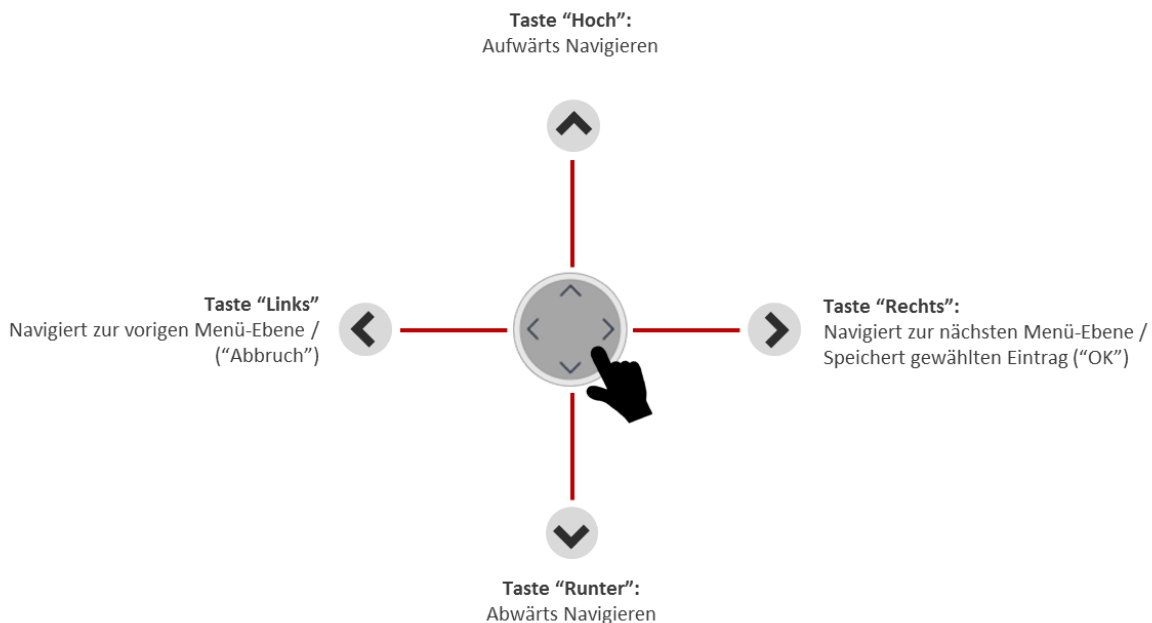 Taste “Hoch”:
Aufwärts Navigieren
Taste “Links”
Navigiert zur vorigen Menü-Ebene /
(“Abbruch”)
Taste “Rechts”:
Navigiert zur nächsten Menü-Ebene /
Speichert gewählten Eintrag (“OK”)
Taste “Runter”:
Abwärts Navigieren